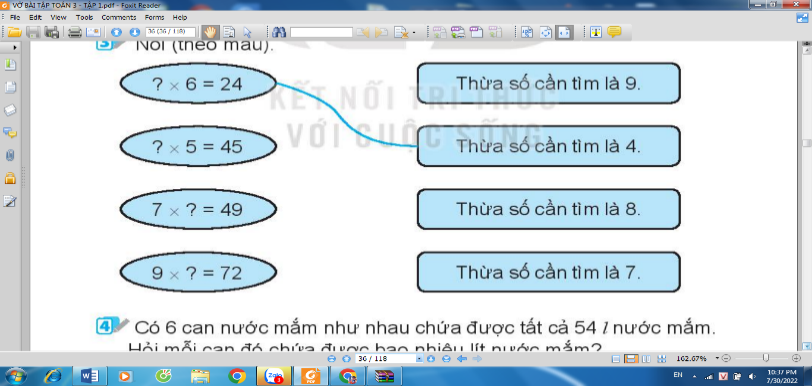 VỞ BÀI TẬP TOÁN 3 - TẬP 1.pdf - Foxit Reader
File Edit View Tools Comments Forms Help
36 (36 / 118)
3 Nối (theo mẫu).
KẾT NỐI TRI THỨC
VỚI CUỘC SỐNG
? × 6 = 24
Thừa số cần tìm là 9.
? × 5 = 45
Thừa số cần tìm là 4.
7 × ? = 49
Thừa số cần tìm là 8.
9 × ? = 72
Thừa số cần tìm là 7.
4 Có 6 can nước mắm như nhau chứa được tất cả 54 l nước mắm.
Hỏi mỗi can đó chứa được bao nhiêu lít nước mắm?
36 / 118
162.67%
Zalo
EN
10:37 PM
7/30/2022